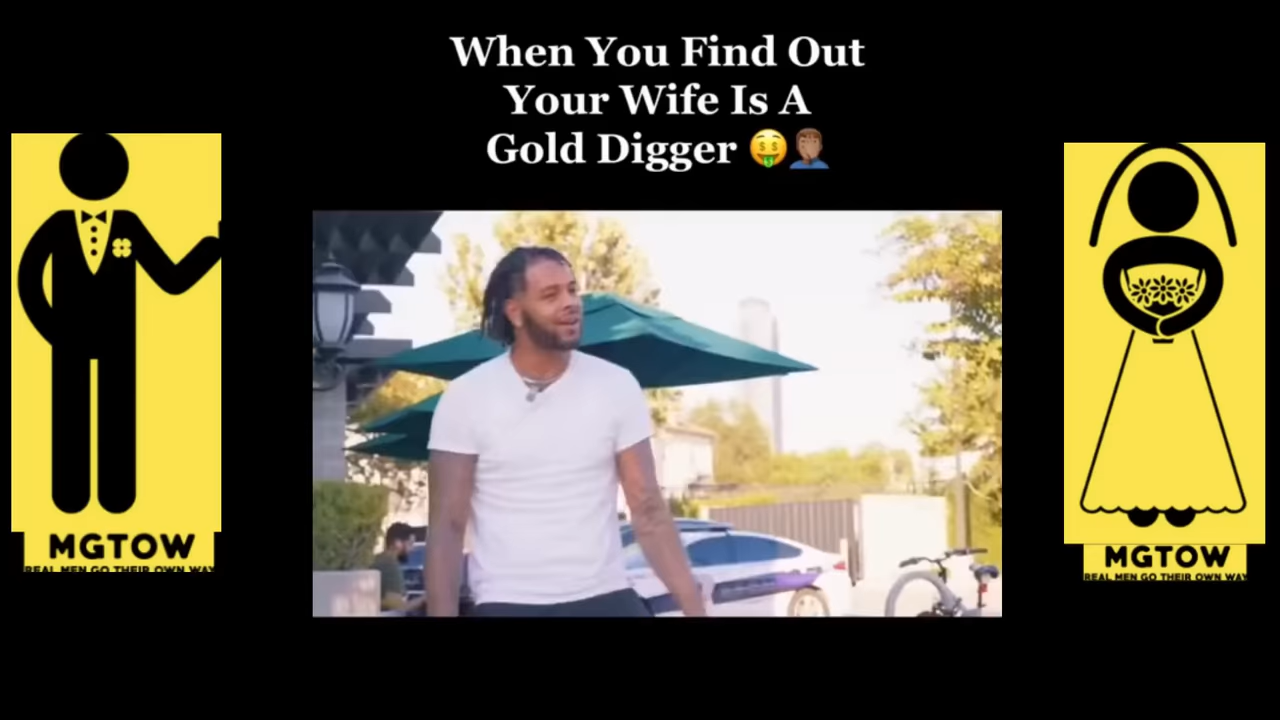 When You Find Out
Your Wife Is A
Gold Digger 🤑🤦🏽‍♂️
MGTOW
REAL MEN GO THEIR OWN WAY
MGTOW
REAL MEN GO THEIR OWN WAY